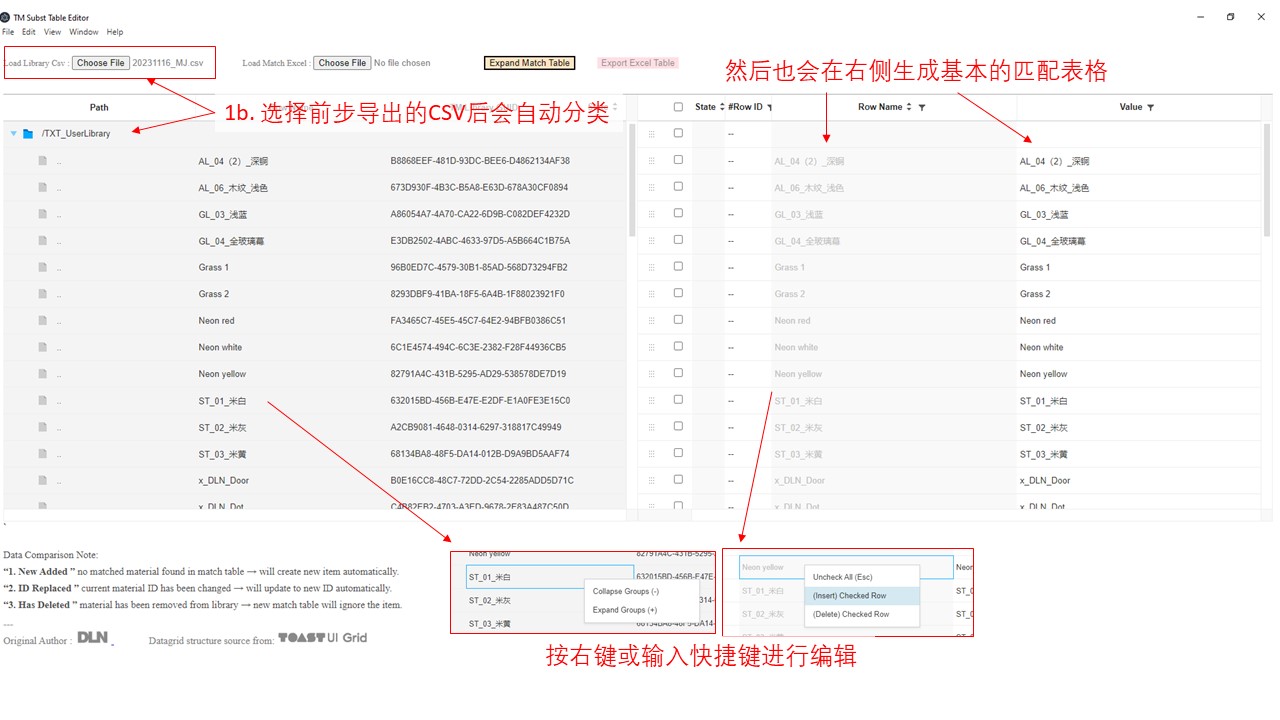 TM Subst Table Editor
File Edit View Window Help
Load Library Csv : Choose File 20231116_MJ.csv Load Match Excel : Choose File No file chosen Expand Match Table Export Excel Table
然后也会在右侧生成基本的匹配表格
1b. 选择前步导出的CSV后会自动分类
Path State #Row ID Row Name Value
/TXT_UserLibrary --
.. AL_04（2）_深铜 B8868EEF-481D-93DC-BEE6-D4862134AF38 -- AL_04（2）_深铜 AL_04（2）_深铜
.. AL_06_木纹_浅色 673D930F-4B3C-B5A8-E63D-678A30CF0894 -- AL_06_木纹_浅色 AL_06_木纹_浅色
.. GL_03_浅蓝 A86054A7-4A70-CA22-6D9B-C082DEF4232D -- GL_03_浅蓝 GL_03_浅蓝
.. GL_04_全玻璃幕 E3DB2502-4ABC-4633-97D5-A5B664C1B75A -- GL_04_全玻璃幕 GL_04_全玻璃幕
.. Grass 1 96B0ED7C-4579-30B1-85AD-568D73294FB2 -- Grass 1 Grass 1
.. Grass 2 8293DBF9-41BA-18F5-6A4B-1F88023921F0 -- Grass 2 Grass 2
.. Neon red FA3465C7-45E5-45C7-64E2-94BFB0386C51 -- Neon red Neon red
.. Neon white 6C1E4574-494C-6C3E-2382-F28F44936CB5 -- Neon white Neon white
.. Neon yellow 82791A4C-431B-5295-AD29-538578DE7D19 -- Neon yellow Neon yellow
.. ST_01_米白 632015BD-456B-E47E-E2DF-E1A0FE3E15C0 -- ST_01_米白 ST_01_米白
.. ST_02_米灰 A2CB9081-4648-0314-6297-318817C49949 -- ST_02_米灰 ST_02_米灰
.. ST_03_米黄 68134BA8-48F5-DA14-012B-D9A9BD5AAF74 -- ST_03_米黄 ST_03_米黄
.. x_DLN_Door B0E16CC8-48C7-72DD-2C54-2285ADD5D71C -- x_DLN_Door x_DLN_Door
.. x_DLN_Dot C4B82EB2-4703-A3ED-9678-2F83A487C50D -- x_DLN_Dot x_DLN_Dot
Data Comparison Note:
“1. New Added ” no matched material found in match table → will create new item automatically.
“2. ID Replaced ” current material ID has been changed → will update to new ID automatically.
“3. Has Deleted ” material has been removed from library → new match table will ignore the item.
---
Original Author : DLN . Datagrid structure source from: TOAST UI Grid
Neon yellow 82791A4C-431B-5295-
ST_01_米白 632015BD-456B-E47E-
Collapse Groups (-)
ST_02_米灰 -314-
Expand Groups (+)
ST_03_米黄 68134BA8-48F5-DA14-
Neon yellow Neon
Uncheck All (Esc)
ST_01_米白 (Insert) Checked Row ST_0
ST_02_米灰 (Delete) Checked Row ST_0
按右键或输入快捷键进行编辑